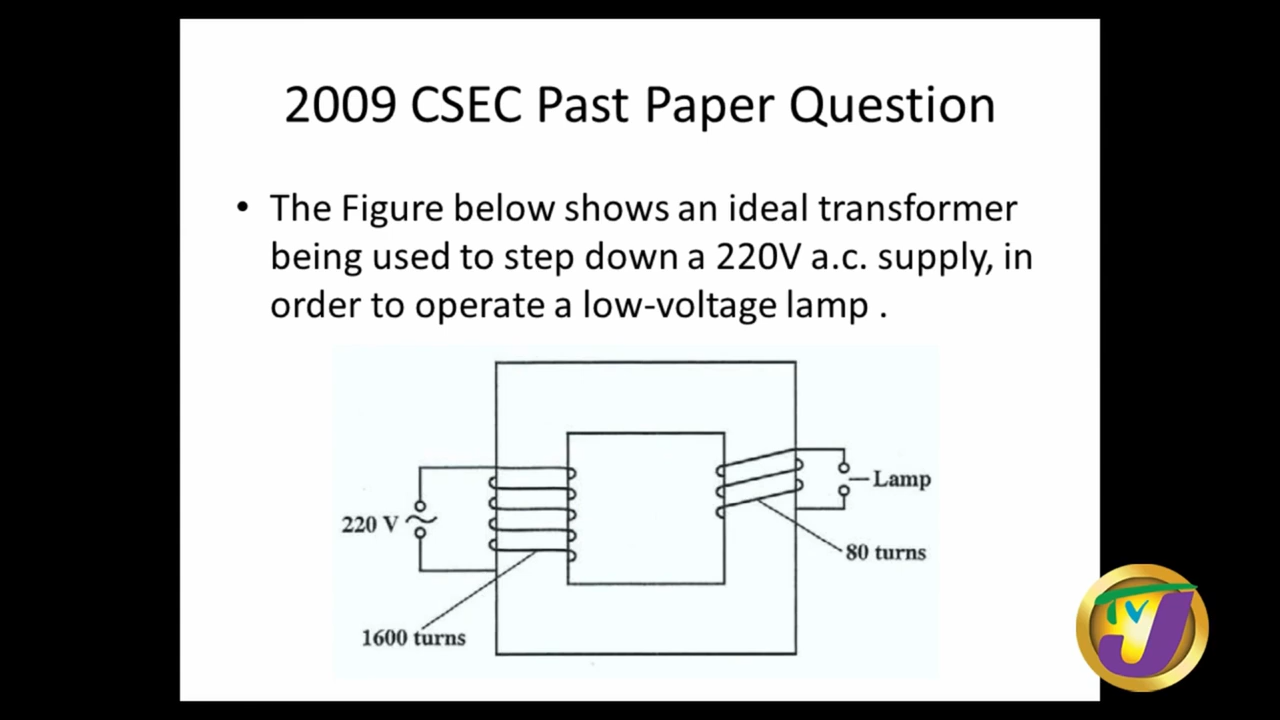 2009 CSEC Past Paper Question
• The Figure below shows an ideal transformer
being used to step down a 220V a.c. supply, in
order to operate a low-voltage lamp .
Lamp
220 V
80 turns
1600 turns
TVJ